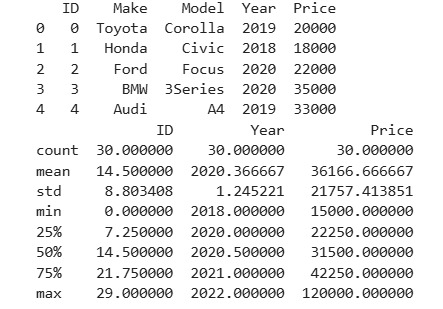 ID Make Model Year Price
0 0 Toyota Corolla 2019 20000
1 1 Honda Civic 2018 18000
2 2 Ford Focus 2020 22000
3 3 BMW 3Series 2020 35000
4 4 Audi A4 2019 33000
ID Year Price
count 30.000000 30.000000 30.000000
mean 14.500000 2020.366667 36166.666667
std 8.803408 1.245221 21757.413851
min 0.000000 2018.000000 15000.000000
25% 7.250000 2020.000000 22250.000000
50% 14.500000 2020.500000 31500.000000
75% 21.750000 2021.000000 42250.000000
max 29.000000 2022.000000 120000.000000